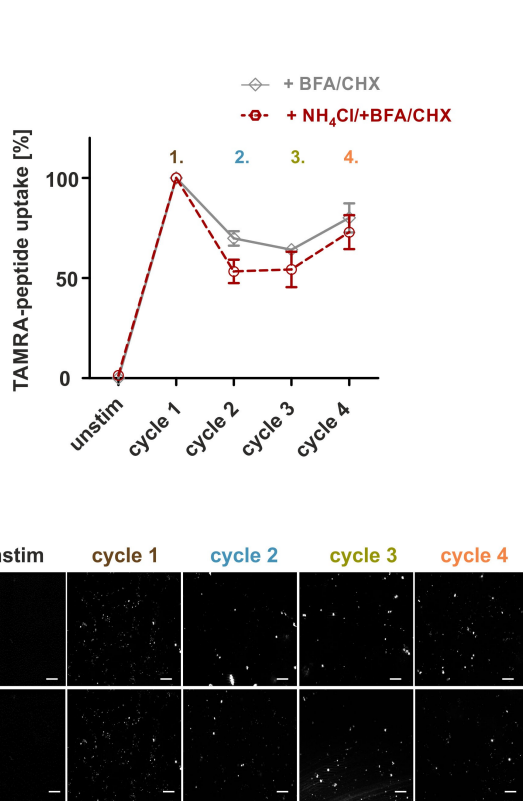 + BFA/CHX
+ NH4Cl/+BFA/CHX
TAMRA-peptide uptake [%]
1. 2. 3. 4.
100
50
0
unstim cycle 1 cycle 2 cycle 3 cycle 4
nstim cycle 1 cycle 2 cycle 3 cycle 4